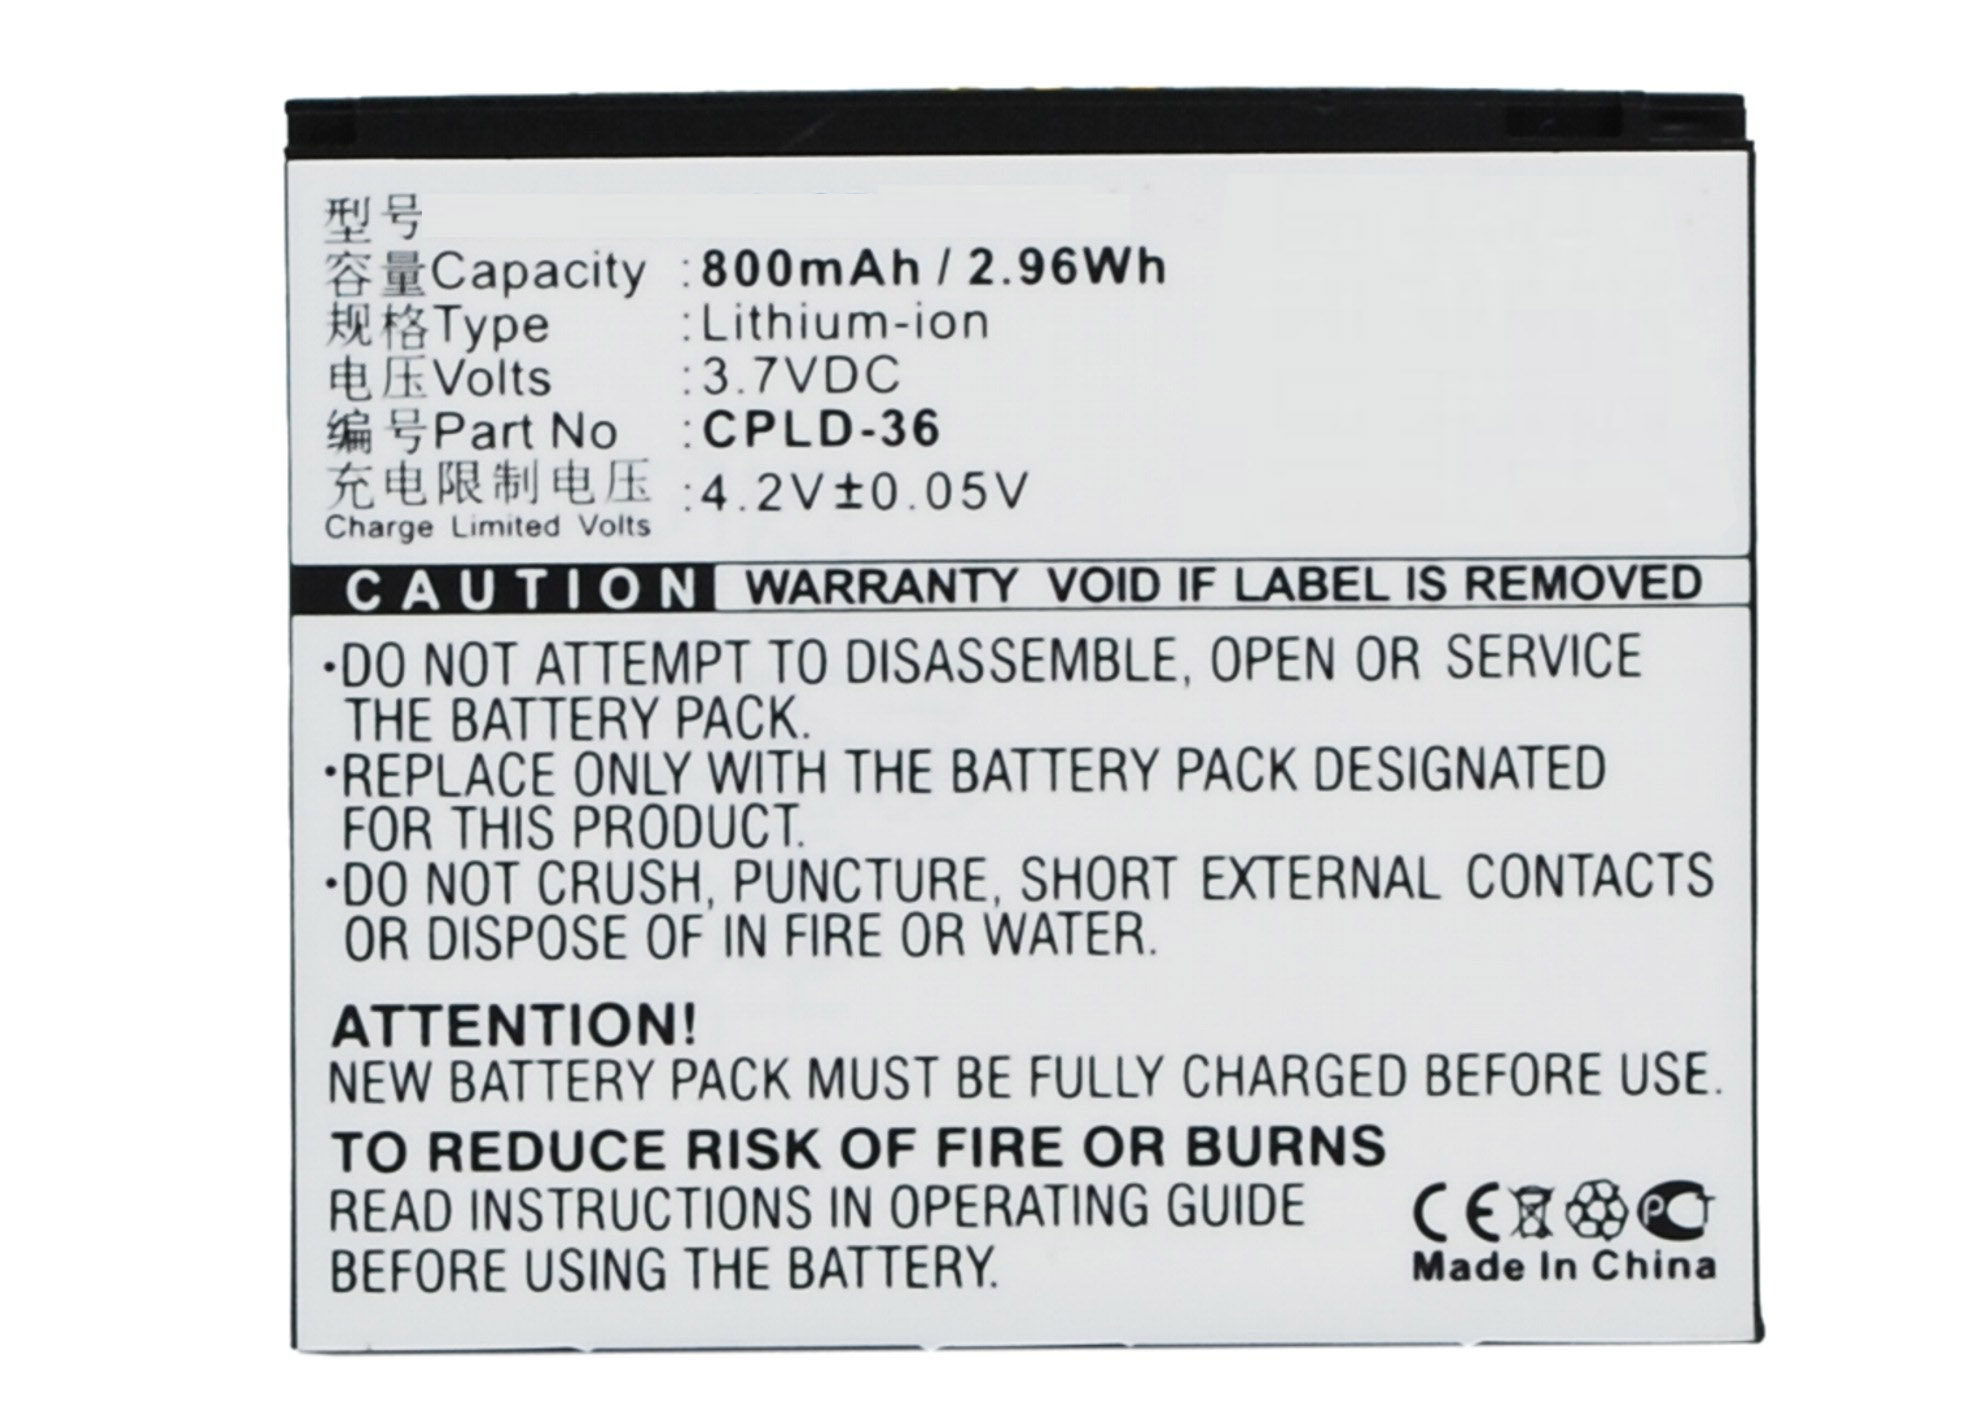 型号
容量Capacity :800mAh / 2.96Wh
规格Type :Lithium-ion
电压Volts :3.7VDC
编号Part No :CPLD-36
充电限制电压 :4.2V±0.05V
Charge Limited Volts
CAUTION WARRANTY VOID IF LABEL IS REMOVED
·DO NOT ATTEMPT TO DISASSEMBLE, OPEN OR SERVICE
THE BATTERY PACK.
·REPLACE ONLY WITH THE BATTERY PACK DESIGNATED
FOR THIS PRODUCT.
·DO NOT CRUSH, PUNCTURE, SHORT EXTERNAL CONTACTS
OR DISPOSE OF IN FIRE OR WATER.
ATTENTION!
NEW BATTERY PACK MUST BE FULLY CHARGED BEFORE USE.
TO REDUCE RISK OF FIRE OR BURNS
READ INSTRUCTIONS IN OPERATING GUIDE
BEFORE USING THE BATTERY.
CE PCT
Made In China